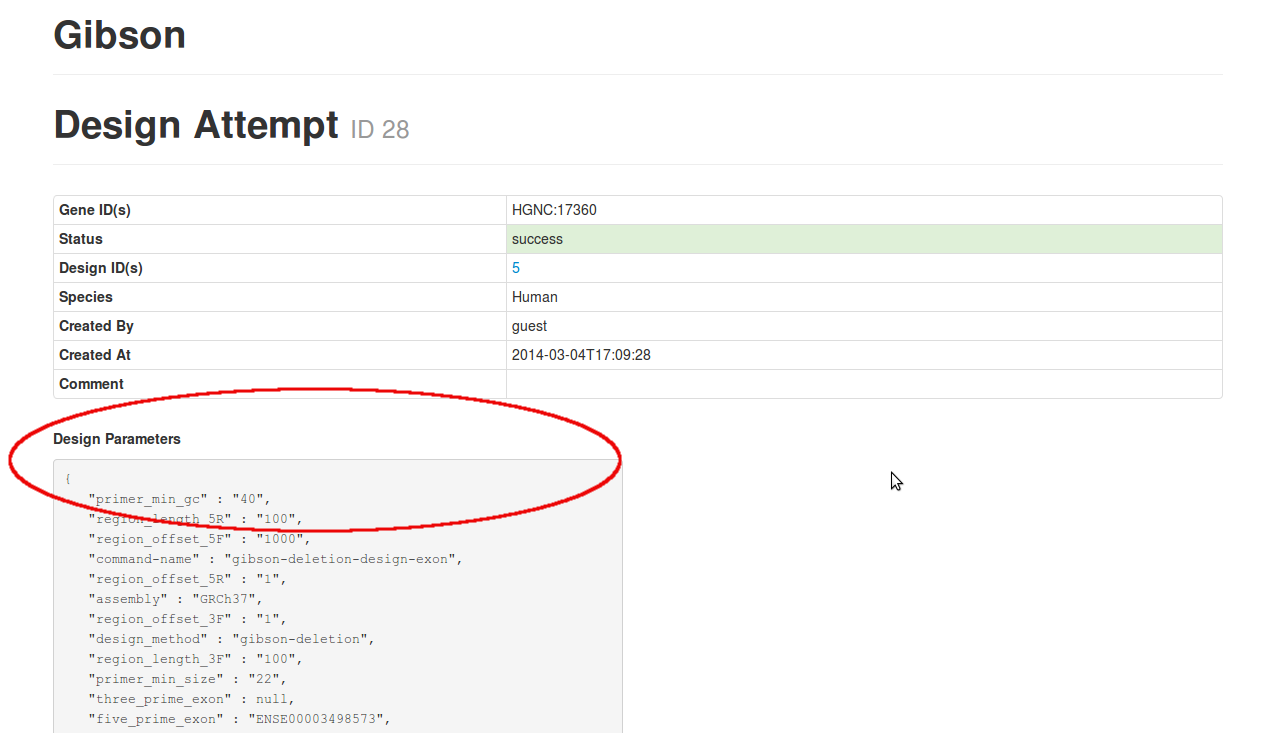 Gibson
Design Attempt ID 28
Gene ID(s) HGNC:17360
Status success
Design ID(s) 5
Species Human
Created By guest
Created At 2014-03-04T17:09:28
Comment
Design Parameters
{
"primer_min_gc" : "40",
"region_length_5R" : "100",
"region_offset_5F" : "1000",
"command-name" : "gibson-deletion-design-exon",
"region_offset_5R" : "1",
"assembly" : "GRCh37",
"region_offset_3F" : "1",
"design_method" : "gibson-deletion",
"region_length_3F" : "100",
"primer_min_size" : "22",
"three_prime_exon" : null,
"five_prime_exon" : "ENSE00003498573",